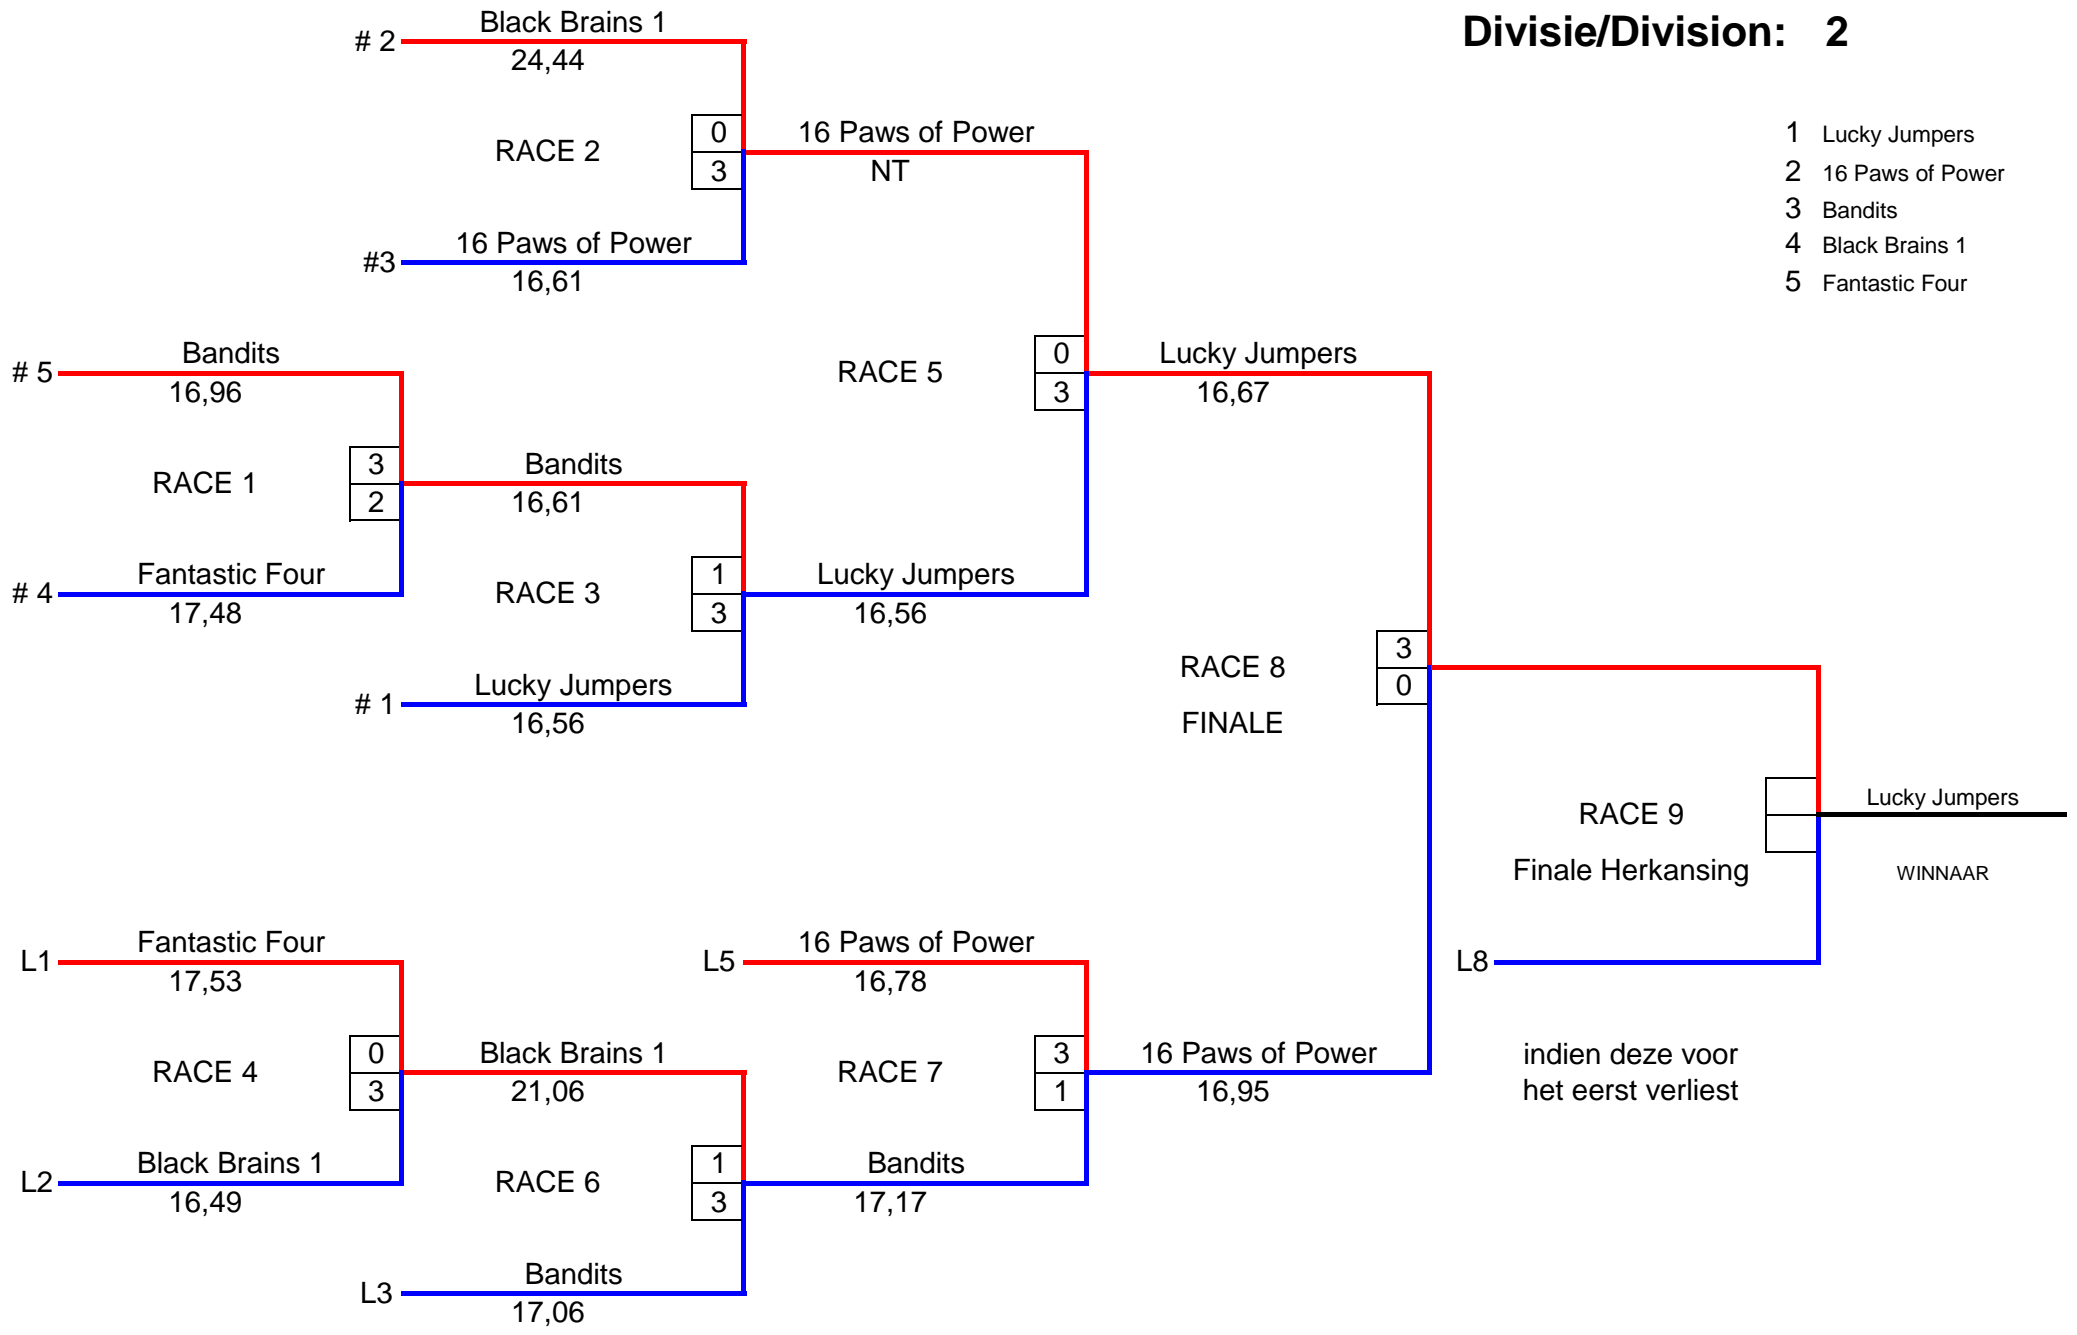 Divisie/Division: 2
1 Lucky Jumpers
2 16 Paws of Power
3 Bandits
4 Black Brains 1
5 Fantastic Four
# 2 Black Brains 1
24,44
RACE 2
0
3
#3 16 Paws of Power
16,61
16 Paws of Power
NT
# 5 Bandits
16,96
RACE 1
3
2
# 4 Fantastic Four
17,48
Bandits
16,61
RACE 3
1
3
# 1 Lucky Jumpers
16,56
Lucky Jumpers
16,56
RACE 5
0
3
Lucky Jumpers
16,67
RACE 8
FINALE
3
0
RACE 9
Finale Herkansing
Lucky Jumpers
WINNAAR
L8
indien deze voor
het eerst verliest
L1 Fantastic Four
17,53
RACE 4
0
3
L2 Black Brains 1
16,49
Black Brains 1
21,06
RACE 6
1
3
L3 Bandits
17,06
L5 16 Paws of Power
16,78
RACE 7
3
1
Bandits
17,17
16 Paws of Power
16,95